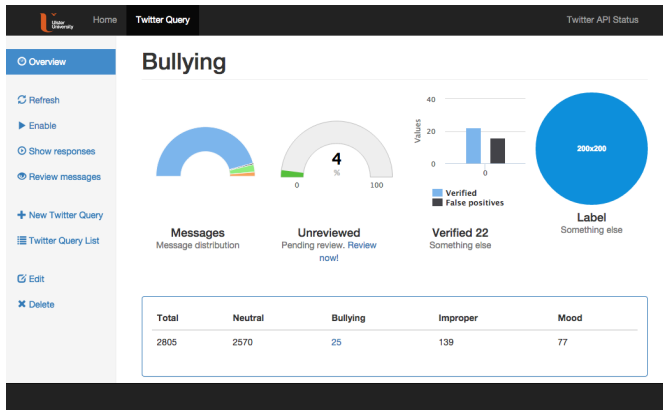 Ulster
University
Home
Twitter Query
Twitter API Status
Overview
Refresh
Enable
Show responses
Review messages
New Twitter Query
Twitter Query List
Edit
Delete
Bullying
Messages
Message distribution
4
%
0
100
Unreviewed
Pending review. Review
now!
Values
40
20
0
0
Verified
False positives
Verified 22
Something else
200x200
Label
Something else
Total Neutral Bullying Improper Mood
2805 2570 25 139 77